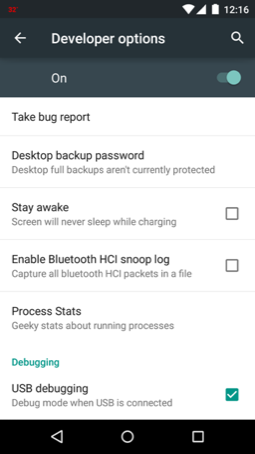 30°
12:16
Developer options
On
Take bug report
Desktop backup password
Desktop full backups aren't currently protected
Stay awake
Screen will never sleep while charging
Enable Bluetooth HCI snoop log
Capture all bluetooth HCI packets in a file
Process Stats
Geeky stats about running processes
Debugging
USB debugging
Debug mode when USB is connected